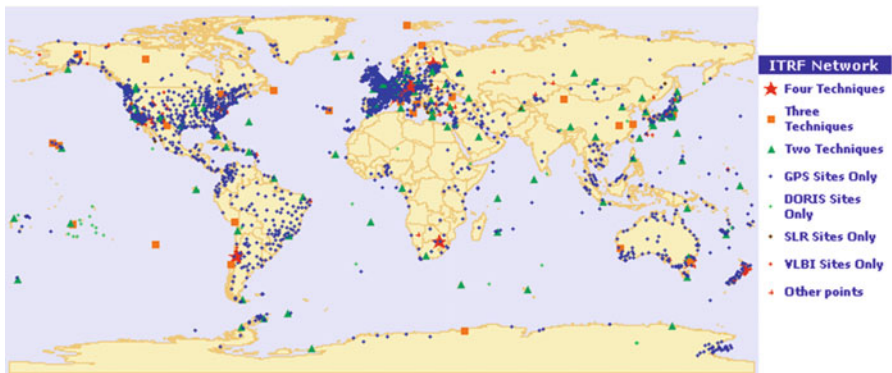 ITRF Network
Four Techniques
Three
Techniques
Two Techniques
GPS Sites Only
DORIS Sites
Only
SLR Sites Only
VLBI Sites Only
Other points